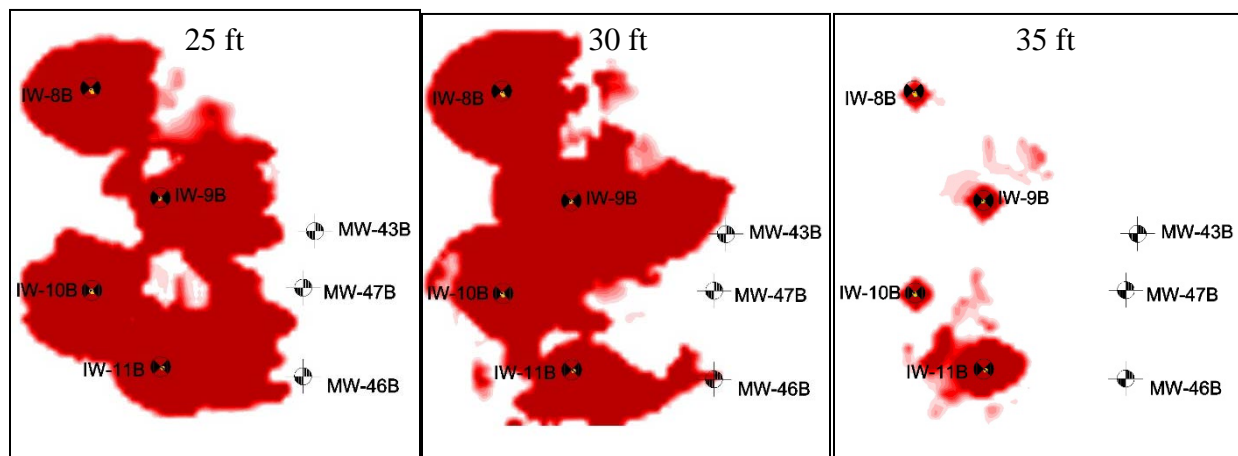 25 ft
IW-8B
IW-9B
MW-43B
IW-10B
MW-47B
IW-11B
MW-46B
30 ft
IW-8B
IW-9B
MW-43B
IW-10B
MW-47B
IW-11B
MW-46B
35 ft
IW-8B
IW-9B
MW-43B
IW-10B
MW-47B
IW-11B
MW-46B